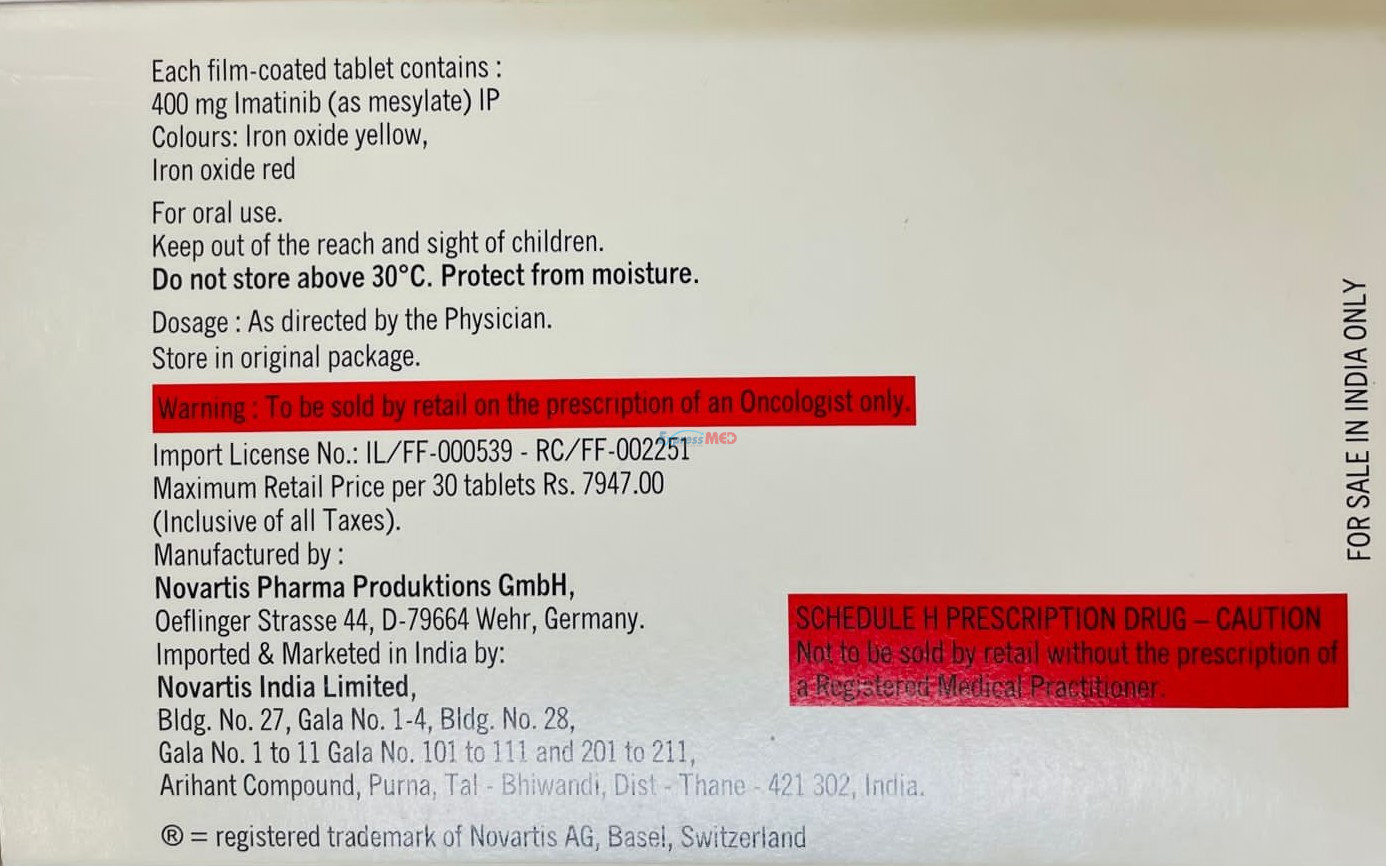 Each film-coated tablet contains :
400 mg Imatinib (as mesylate) IP
Colours: Iron oxide yellow,
Iron oxide red
For oral use.
Keep out of the reach and sight of children.
Do not store above 30°C. Protect from moisture.
Dosage : As directed by the Physician.
Store in original package.
Warning : To be sold by retail on the prescription of an Oncologist only.
ExpressMED
Import License No.: IL/FF-000539 - RC/FF-002251
Maximum Retail Price per 30 tablets Rs. 7947.00
(Inclusive of all Taxes).
Manufactured by :
Novartis Pharma Produktions GmbH,
Oeflinger Strasse 44, D-79664 Wehr, Germany.
Imported & Marketed in India by:
Novartis India Limited,
Bldg. No. 27, Gala No. 1-4, Bldg. No. 28,
Gala No. 1 to 11 Gala No. 101 to 111 and 201 to 211,
Arihant Compound, Purna, Tal - Bhiwandi, Dist - Thane - 421 302, India.
® = registered trademark of Novartis AG, Basel, Switzerland
SCHEDULE H PRESCRIPTION DRUG – CAUTION
Not to be sold by retail without the prescription of
a Registered Medical Practitioner.
FOR SALE IN INDIA ONLY